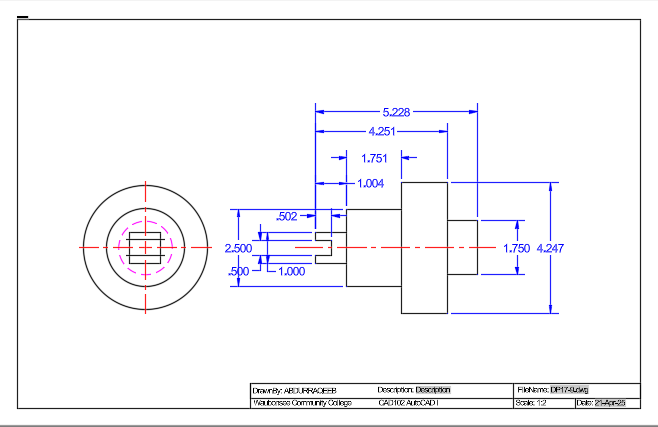 5.228
4.251
1.751
1.004
.502
2.500
1.750 4.247
.500
1.000
DrawnBy: ABDURRAQEEB
Description: Description
FileName: DP17-9.dwg
Waubonsee Community College
CAD102 AutoCAD I
Scale: 1:2
Date: 21-Apr-25